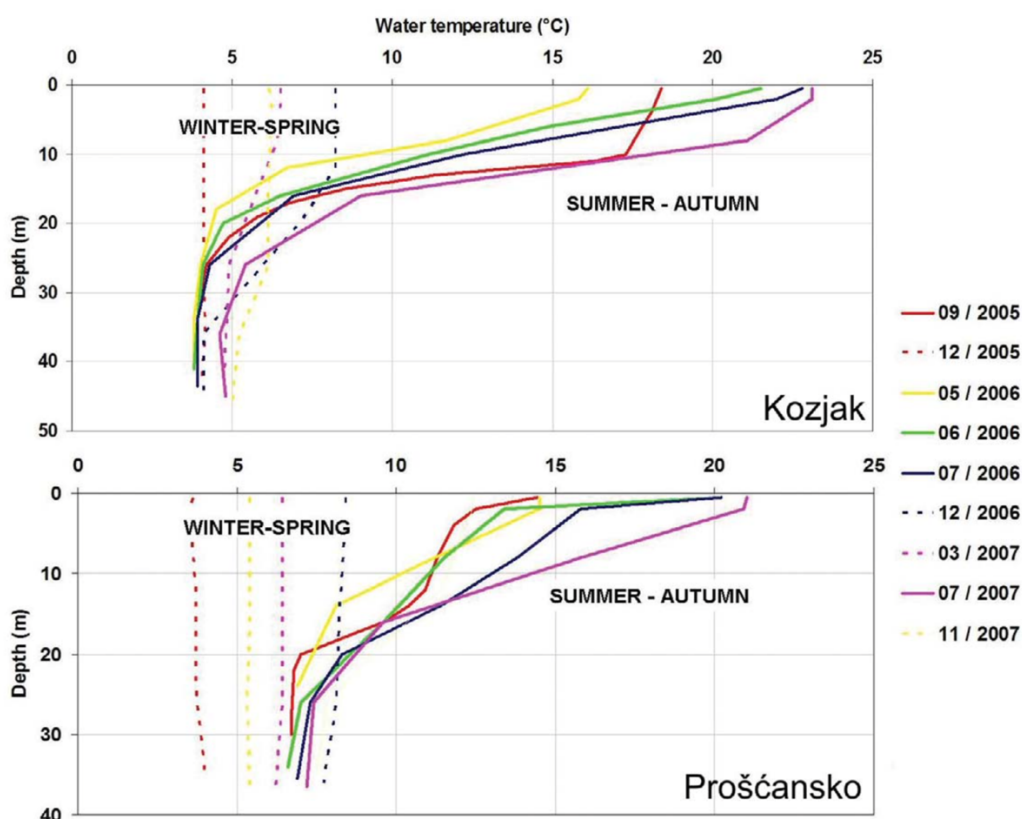 Water temperature (°C)
0 5 10 15 20 25
0
10
20
30
40
50
Depth (m)
WINTER-SPRING
SUMMER - AUTUMN
Kozjak
0 5 10 15 20 25
0
10
20
30
40
Depth (m)
WINTER-SPRING
SUMMER - AUTUMN
Prošćansko
09 / 2005
12 / 2005
05 / 2006
06 / 2006
07 / 2006
12 / 2006
03 / 2007
07 / 2007
11 / 2007